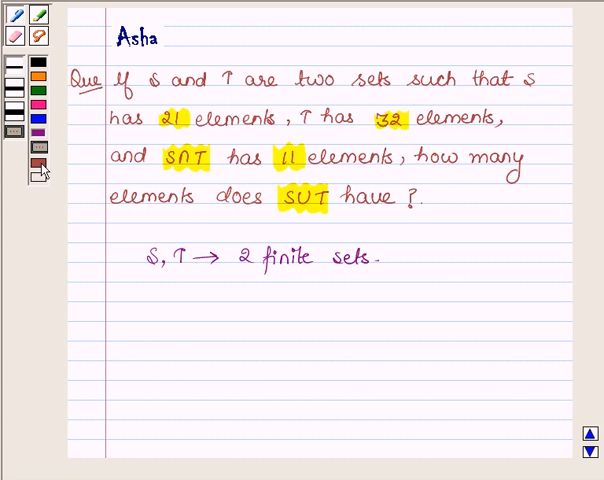 Asha
Que If S and T are two sets such that S
has 21 elements, T has 32 elements,
and S∩T has 11 elements, how many
elements does S∪T have ?.
S, T → 2 finite sets.